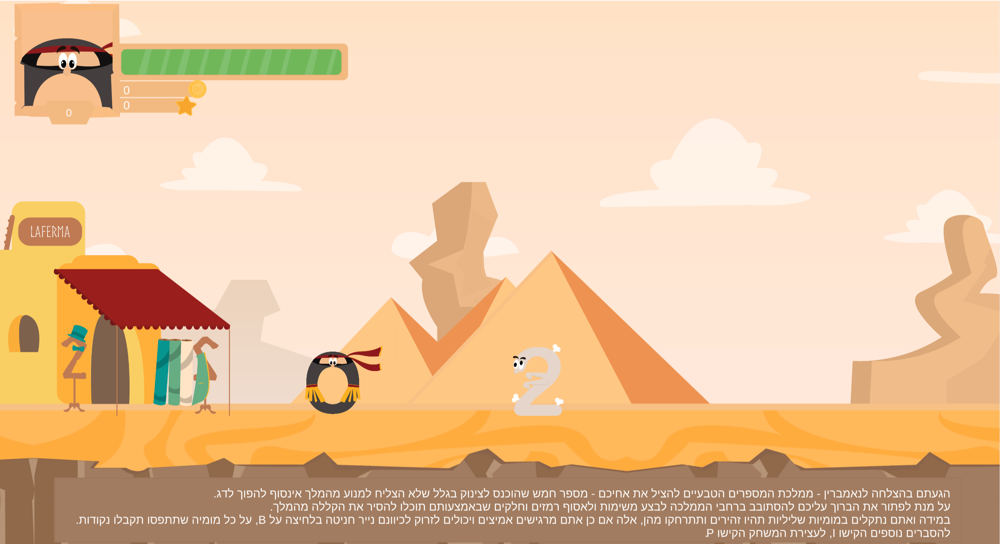 0
0
0
LAFERMA
הגעתם בהצלחה לנאמברין - ממלכת המספרים הטבעיים להציל את אחיכם - מספר חמש שהוכנס לצינוק בגלל שלא הצליח למנוע מהמלך אינסוף להפוך לדג.
על מנת לפתור את הברוך עליכם להסתובב ברחבי הממלכה לבצע משימות ולאסוף רמזים וחלקים שבאמצעותם תוכלו להסיר את הקללה מהמלך.
במידה ואתם נתקלים במומיות שליליות תהיו זהירים ותתרחקו מהן, אלה אם כן אתם מרגישים אמיצים ויכולים לזרוק לכיוונם נייר חניטה בלחיצה על B, על כל מומיה שתתפסו תקבלו נקודות.
להסברים נוספים הקישו I, לעצירת המשחק הקישו P.